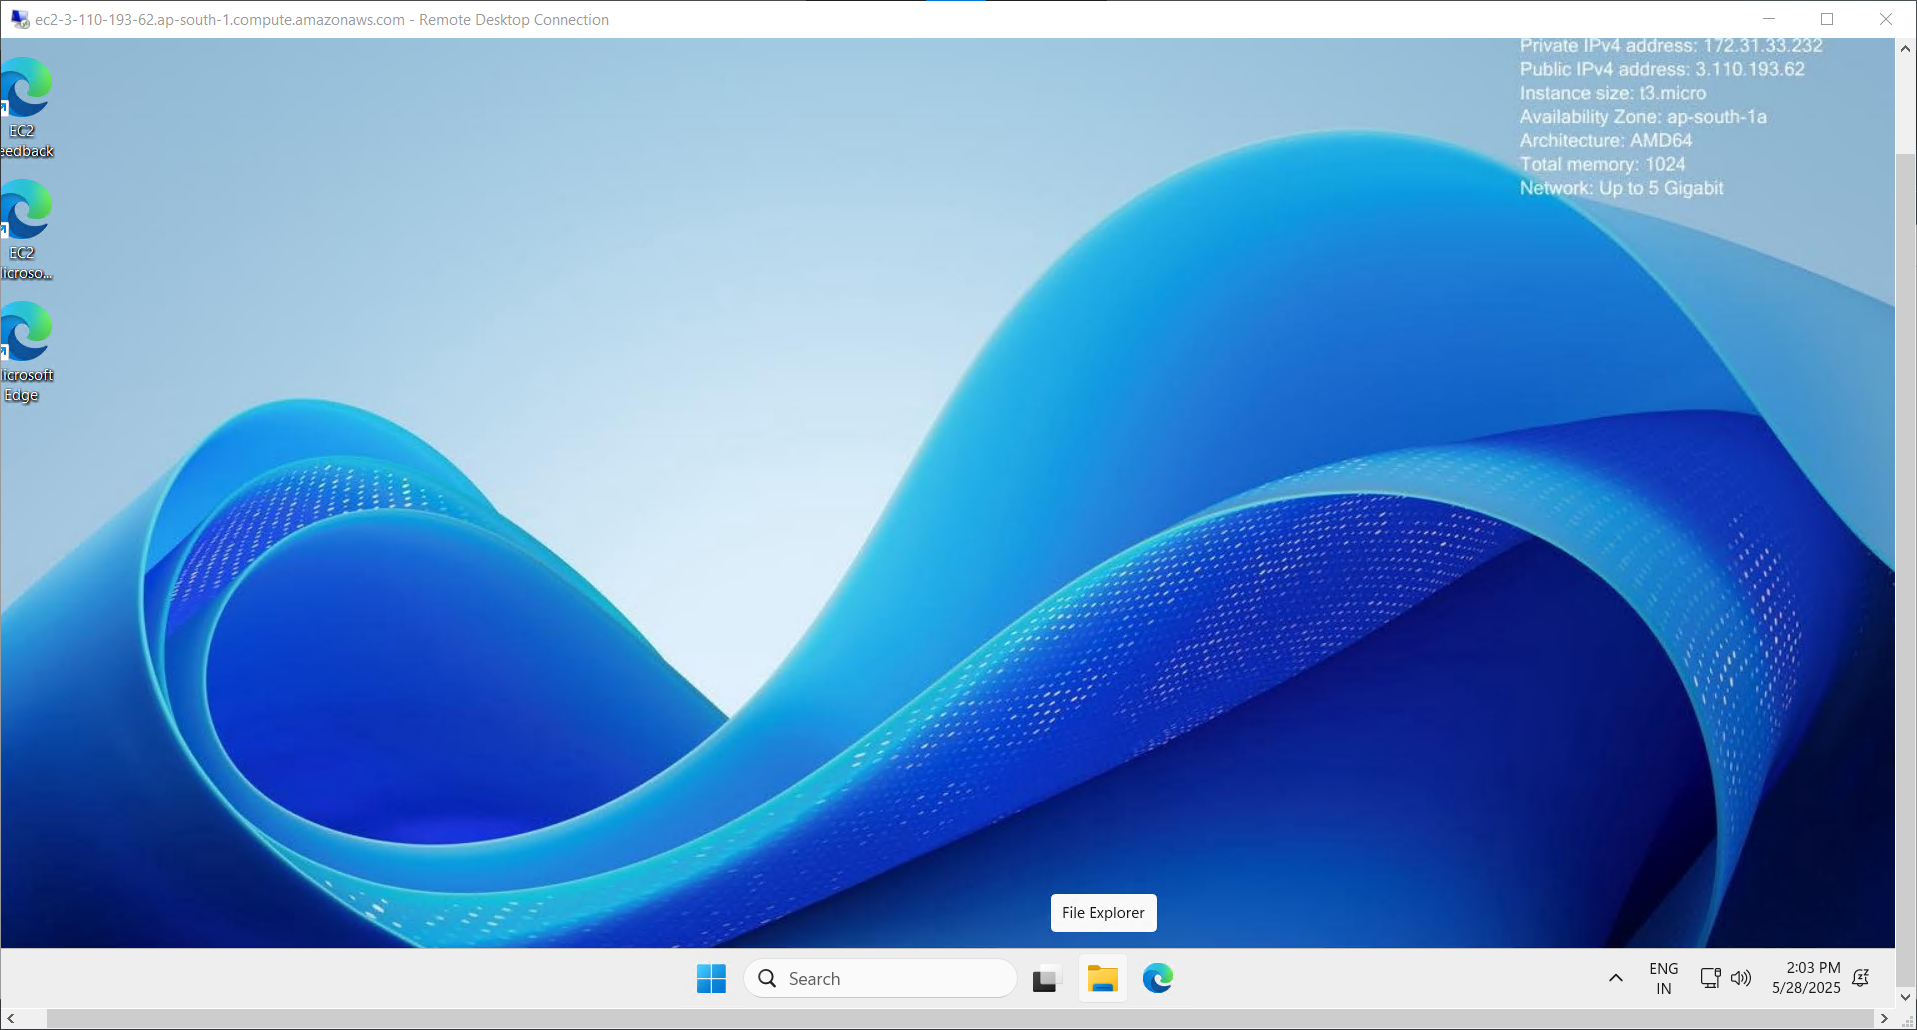 ec2-3-110-193-62.ap-south-1.compute.amazonaws.com - Remote Desktop Connection
Private IPv4 address: 172.31.33.232
Public IPv4 address: 3.110.193.62
Instance size: t3.micro
Availability Zone: ap-south-1a
Architecture: AMD64
Total memory: 1024
Network: Up to 5 Gigabit
EC2
eedback
EC2
icroso...
icrosoft
Edge
File Explorer
Search
ENG
IN
2:03 PM
5/28/2025